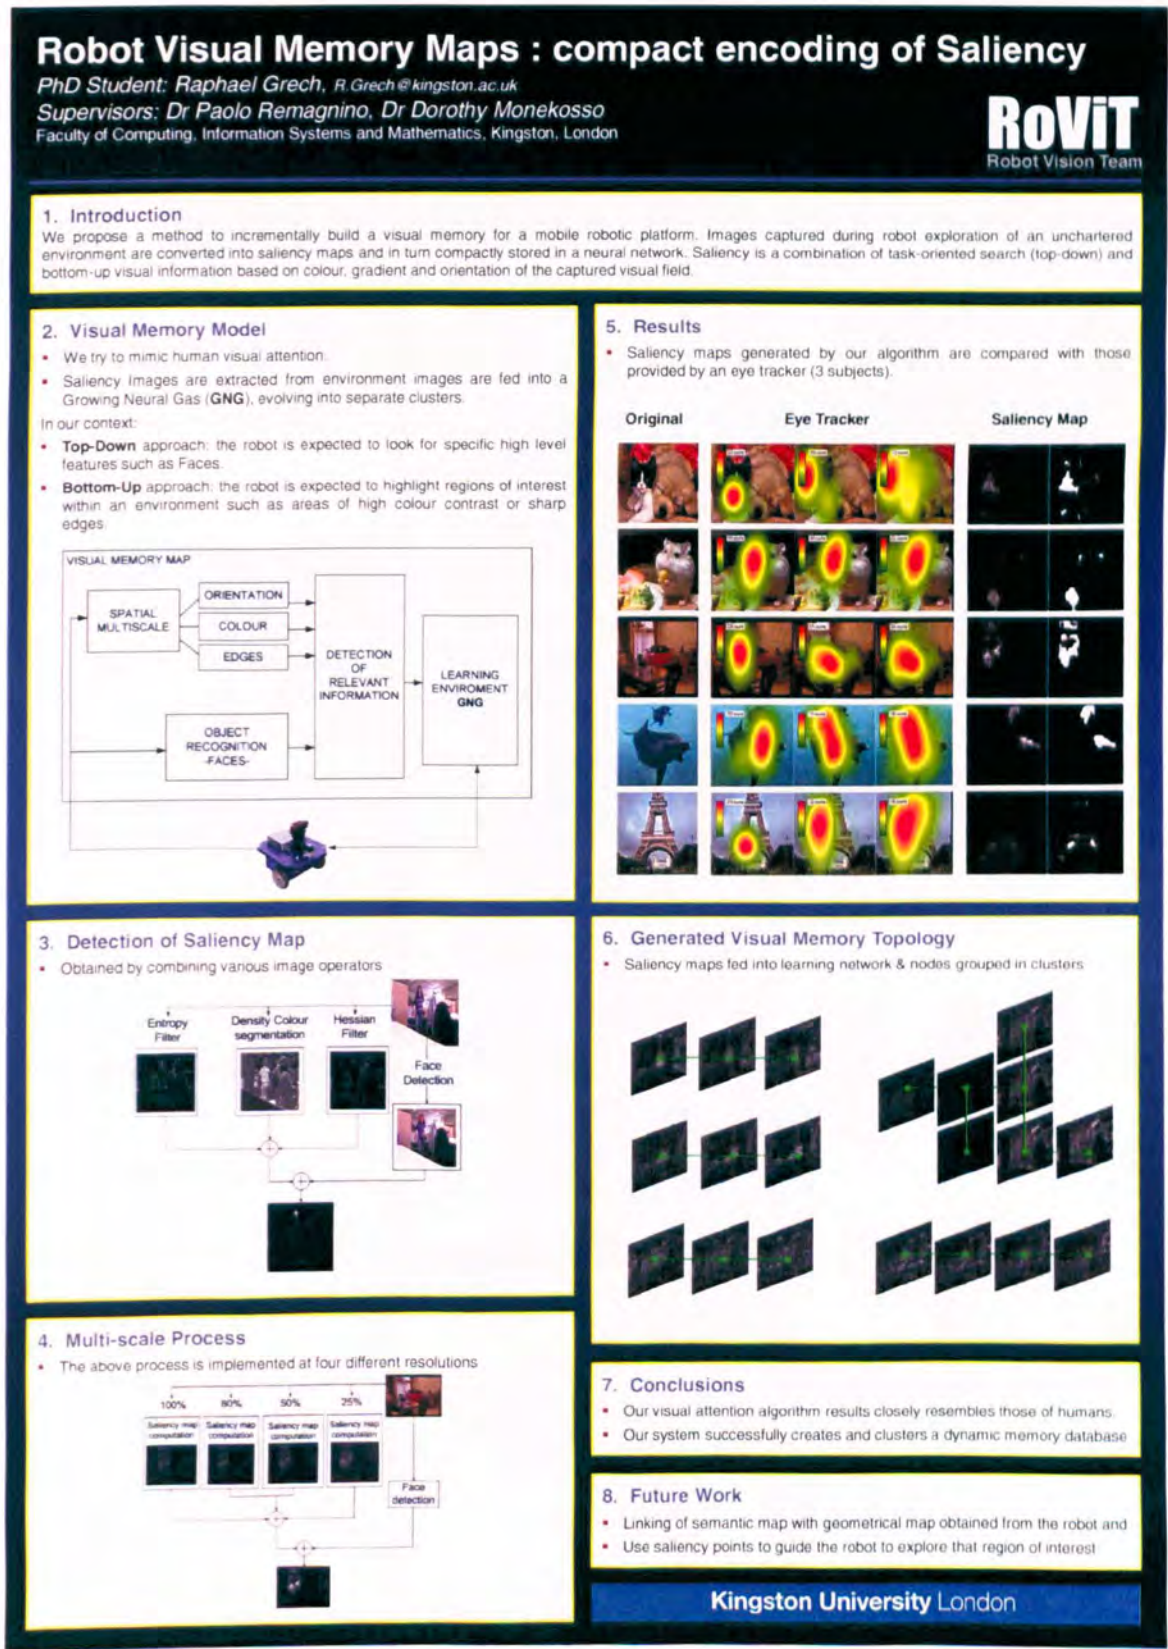 Robot Visual Memory Maps : compact encoding of Saliency
PhD Student: Raphael Grech, R.Grech@kingston.ac.uk
Supervisors: Dr Paolo Remagnino, Dr Dorothy Monekosso
Faculty of Computing, Information Systems and Mathematics, Kingston, London
RoViT
Robot Vision Team
1. Introduction
We propose a method to incrementally build a visual memory for a mobile robotic platform. Images captured during robot exploration of an unchartered
environment are converted into saliency maps and in turn compactly stored in a neural network. Saliency is a combination of task-oriented search (top-down) and
bottom-up visual information based on colour, gradient and orientation of the captured visual field.
2. Visual Memory Model
• We try to mimic human visual attention.
• Saliency Images are extracted from environment images are fed into a
Growing Neural Gas (GNG), evolving into separate clusters.
In our context:
• Top-Down approach: the robot is expected to look for specific high level
features such as Faces.
• Bottom-Up approach: the robot is expected to highlight regions of interest
within an environment such as areas of high colour contrast or sharp
edges.
VISUAL MEMORY MAP
SPATIAL
MULTISCALE
ORIENTATION
COLOUR
EDGES
DETECTION
OF
RELEVANT
INFORMATION
LEARNING
ENVIROMENT
GNG
OBJECT
RECOGNITION
-FACES-
3. Detection of Saliency Map
• Obtained by combining various image operators
Entropy
Filter
Density Colour
segmentation
Hessian
Filter
Face
Detection
4. Multi-scale Process
• The above process is implemented at four different resolutions
100% 80% 50% 25%
Saliency map Saliency map Saliency map Saliency map
computation computation computation computation
Face
detection
5. Results
• Saliency maps generated by our algorithm are compared with those
provided by an eye tracker (3 subjects).
Original Eye Tracker Saliency Map
6. Generated Visual Memory Topology
• Saliency maps fed into learning network & nodes grouped in clusters
7. Conclusions
• Our visual attention algorithm results closely resembles those of humans.
• Our system successfully creates and clusters a dynamic memory database
8. Future Work
• Linking of semantic map with geometrical map obtained from the robot and
• Use saliency points to guide the robot to explore that region of interest
Kingston University London